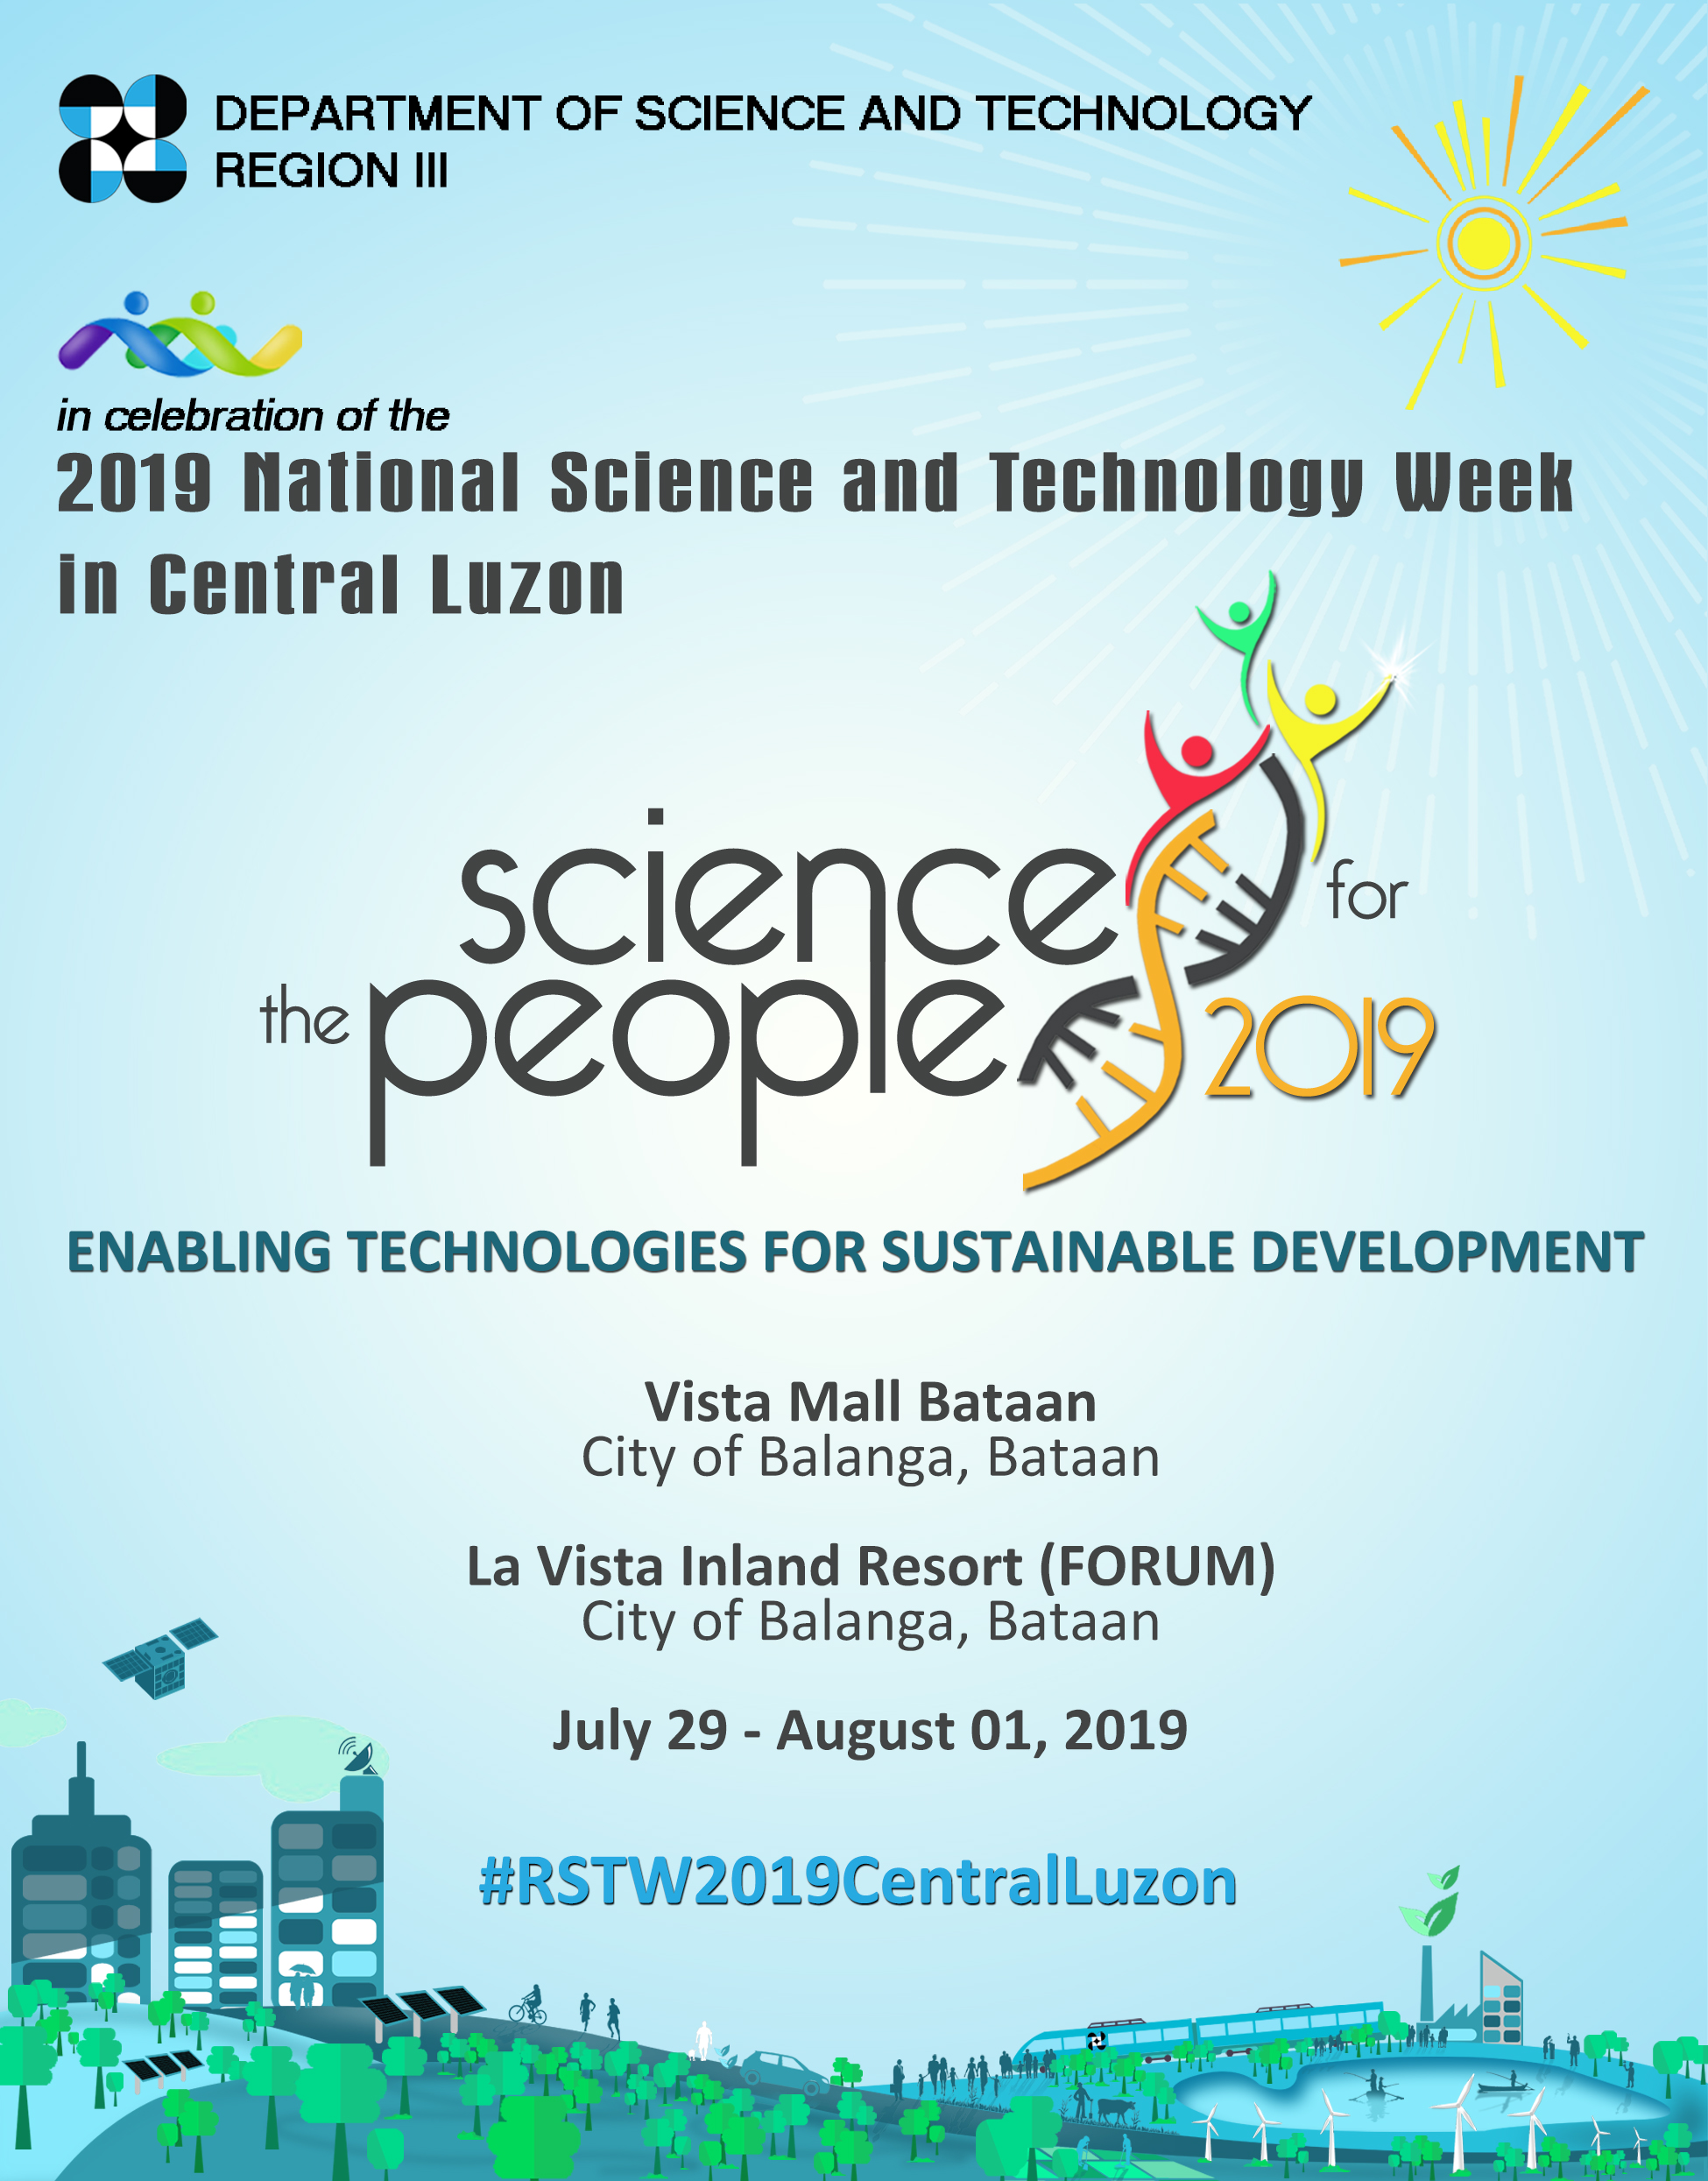 DEPARTMENT OF SCIENCE AND TECHNOLOGY
REGION III
in celebration of the
2019 National Science and Technology Week
in Central Luzon
science for
the people 2019
ENABLING TECHNOLOGIES FOR SUSTAINABLE DEVELOPMENT
Vista Mall Bataan
City of Balanga, Bataan
La Vista Inland Resort (FORUM)
City of Balanga, Bataan
July 29 - August 01, 2019
#RSTW2019CentralLuzon